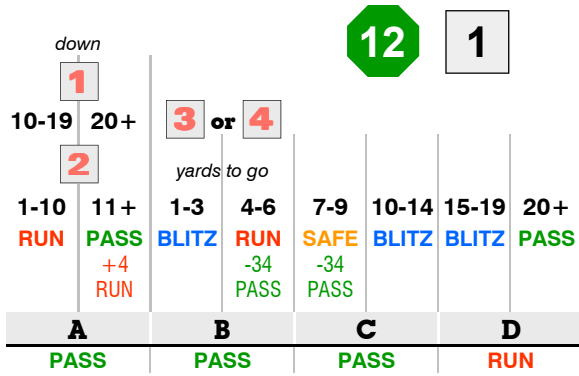 12 1
down
1
10-19 20+ 3 or 4
2 yards to go
1-10 11+ 1-3 4-6 7-9 10-14 15-19 20+
RUN PASS BLITZ RUN SAFE BLITZ BLITZ PASS
+4 -34 -34
RUN PASS PASS
A B C D
PASS PASS PASS RUN